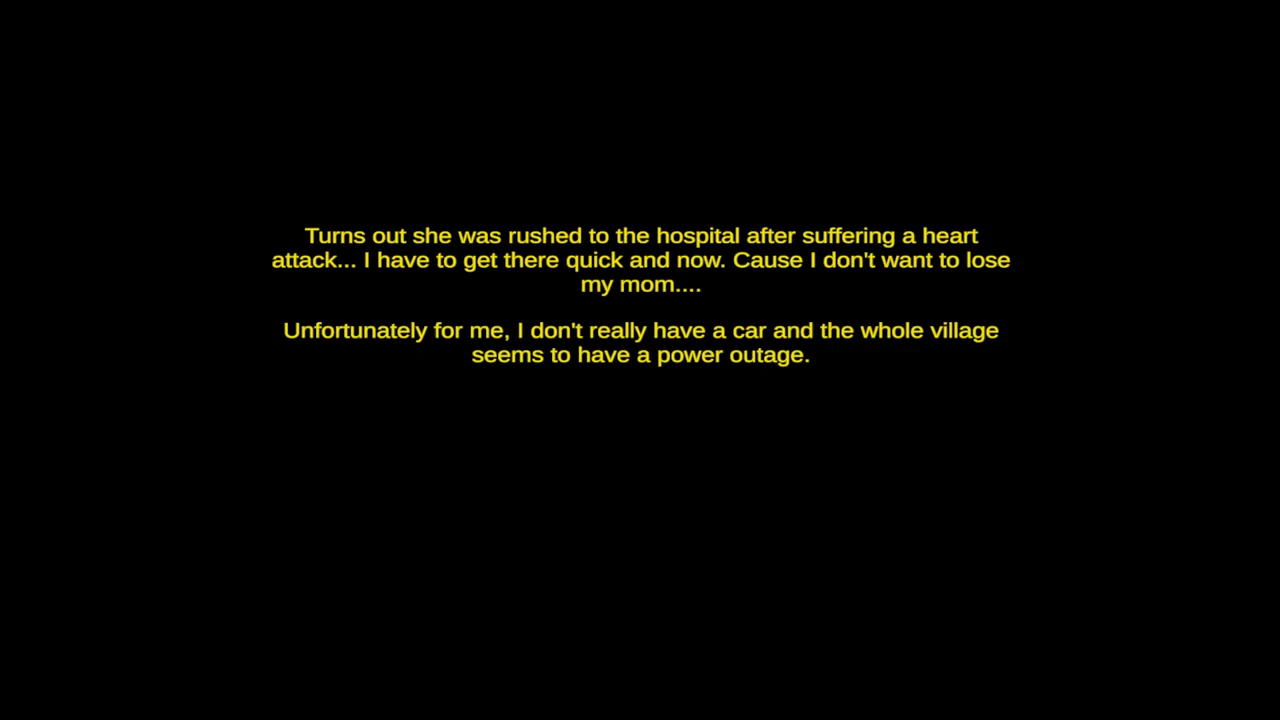 Turns out she was rushed to the hospital after suffering a heart
attack... I have to get there quick and now. Cause I don't want to lose
my mom....
Unfortunately for me, I don't really have a car and the whole village
seems to have a power outage.